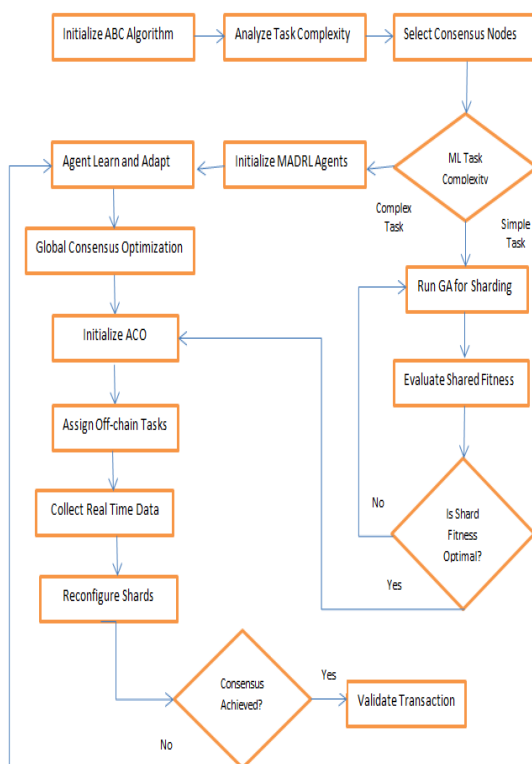 Initialize ABC Algorithm
Analyze Task Complexity
Select Consensus Nodes
ML Task
Complexity
Initialize MADRL Agents
Agent Learn and Adapt
Complex
Task
Simple
Task
Global Consensus Optimization
Run GA for Sharding
Initialize ACO
Evaluate Shared Fitness
Assign Off-chain Tasks
Collect Real Time Data
No
Is Shard
Fitness
Optimal?
Yes
Reconfigure Shards
Consensus
Achieved?
Yes
Validate Transaction
No